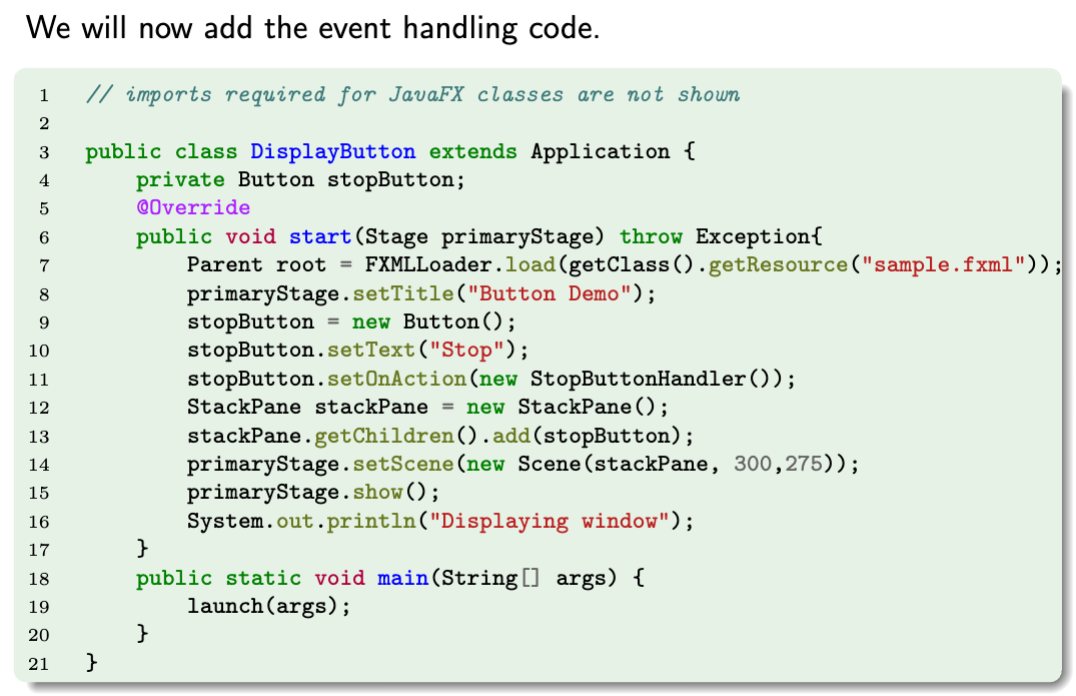 We will now add the event handling code.
1 // imports required for JavaFX classes are not shown
2
3 public class DisplayButton extends Application {
4 private Button stopButton;
5 @Override
6 public void start(Stage primaryStage) throw Exception{
7 Parent root = FXMLLoader.load(getClass().getResource("sample.fxml"));
8 primaryStage.setTitle("Button Demo");
9 stopButton = new Button();
10 stopButton.setText("Stop");
11 stopButton.setOnAction(new StopButtonHandler());
12 StackPane stackPane = new StackPane();
13 stackPane.getChildren().add(stopButton);
14 primaryStage.setScene(new Scene(stackPane, 300,275));
15 primaryStage.show();
16 System.out.println("Displaying window");
17 }
18 public static void main(String[] args) {
19 launch(args);
20 }
21 }